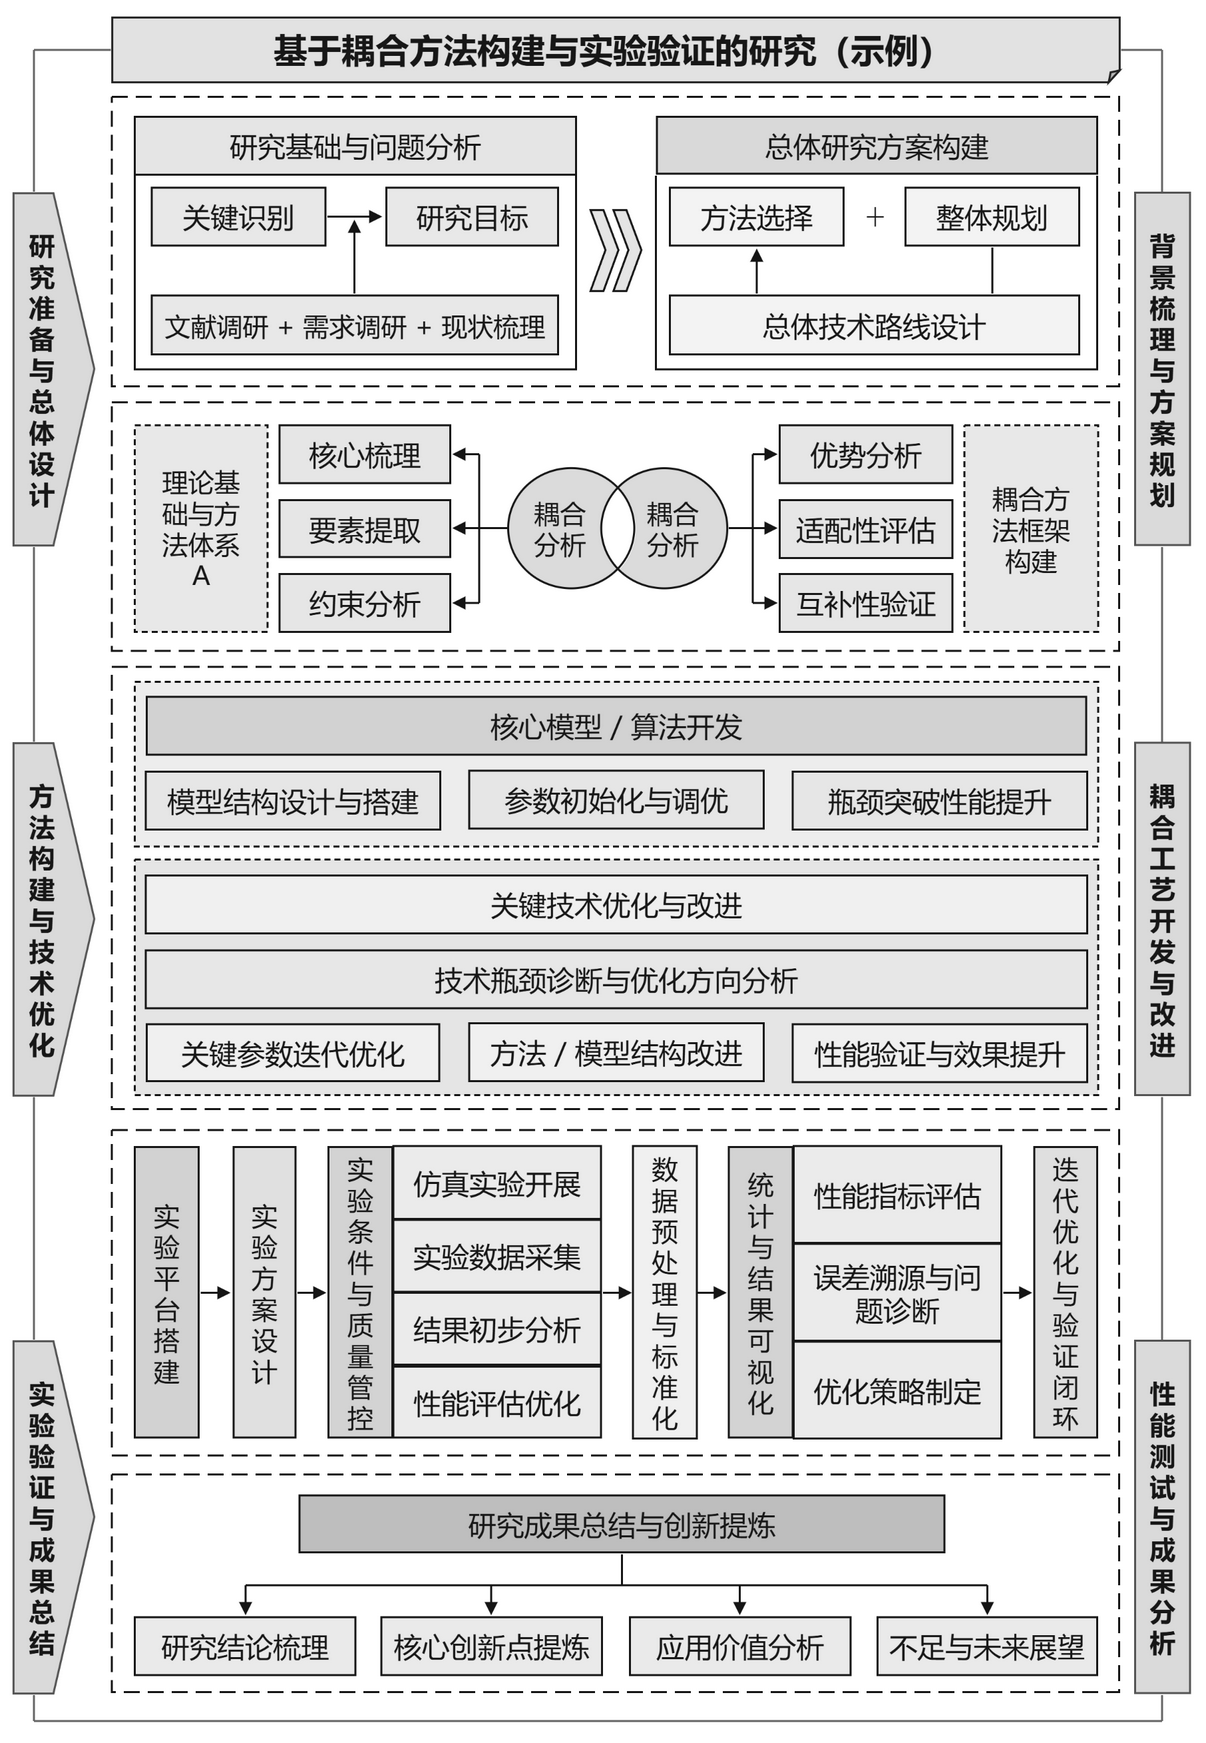 基于耦合方法构建与实验验证的研究（示例）
研究准备与总体设计
研究基础与问题分析
关键识别
研究目标
文献调研 + 需求调研 + 现状梳理
总体研究方案构建
方法选择
+
整体规划
总体技术路线设计
背景梳理与方案规划
理论基
础与方
法体系
A
核心梳理
要素提取
约束分析
耦合
分析
耦合
分析
优势分析
适配性评估
互补性验证
耦合方
法框架
构建
方法构建与技术优化
核心模型 / 算法开发
模型结构设计与搭建
参数初始化与调优
瓶颈突破性能提升
关键技术优化与改进
技术瓶颈诊断与优化方向分析
关键参数迭代优化
方法 / 模型结构改进
性能验证与效果提升
耦合工艺开发与改进
实验验证与成果总结
实验平台搭建
实验方案设计
实验条件与质量管控
仿真实验开展
实验数据采集
结果初步分析
性能评估优化
数据预处理与标准化
统计与结果可视化
性能指标评估
误差溯源与问
题诊断
优化策略制定
迭代优化与验证闭环
性能测试与成果分析
研究成果总结与创新提炼
研究结论梳理
核心创新点提炼
应用价值分析
不足与未来展望